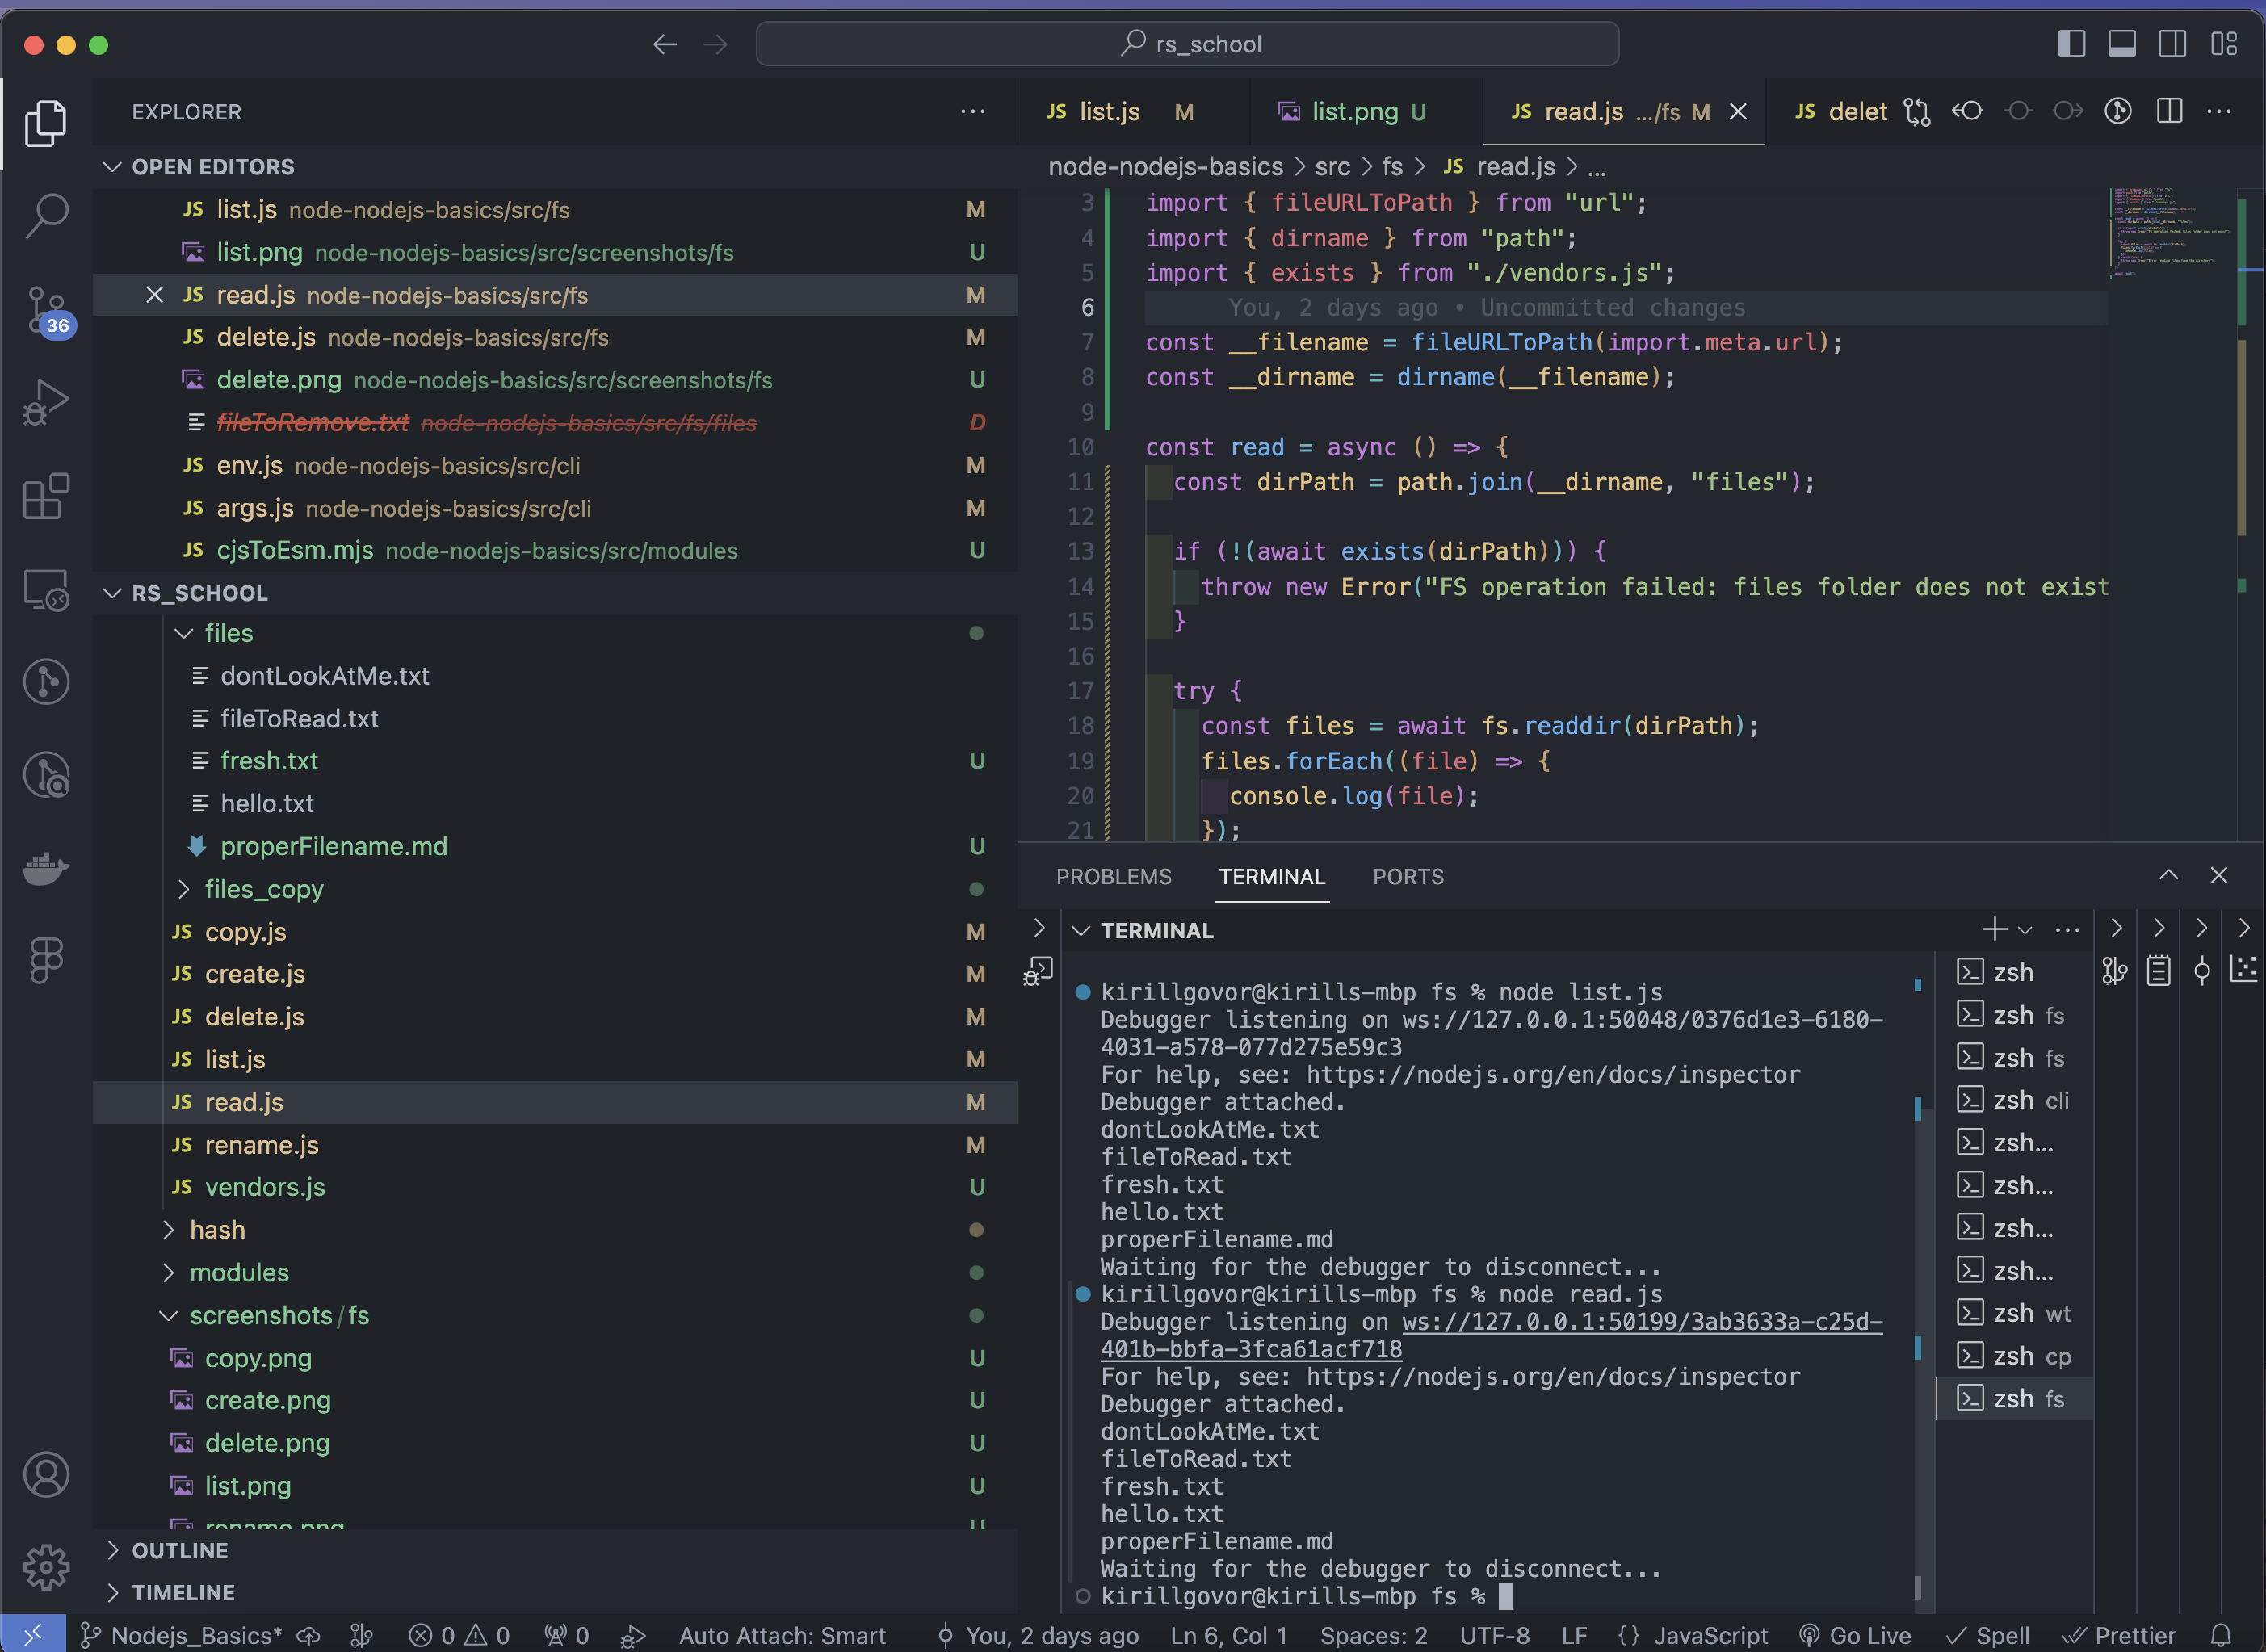 rs_school
EXPLORER
OPEN EDITORS
JS list.js node-nodejs-basics/src/fs M
list.png node-nodejs-basics/src/screenshots/fs U
JS read.js node-nodejs-basics/src/fs M
JS delete.js node-nodejs-basics/src/fs M
delete.png node-nodejs-basics/src/screenshots/fs U
fileToRemove.txt node-nodejs-basics/src/fs/files D
JS env.js node-nodejs-basics/src/cli M
JS args.js node-nodejs-basics/src/cli M
JS cjsToEsm.mjs node-nodejs-basics/src/modules U
36
RS_SCHOOL
files
dontLookAtMe.txt
fileToRead.txt
fresh.txt U
hello.txt
properFilename.md U
files_copy
JS copy.js M
JS create.js M
JS delete.js M
JS list.js M
JS read.js M
JS rename.js M
JS vendors.js U
hash
modules
screenshots/fs
copy.png U
create.png U
delete.png U
list.png U
rename.png U
OUTLINE
TIMELINE
JS list.js M
list.png U
JS read.js .../fs M
JS delet
node-nodejs-basics > src > fs > JS read.js > ...
3 import { fileURLToPath } from "url";
4 import { dirname } from "path";
5 import { exists } from "./vendors.js";
6 You, 2 days ago • Uncommitted changes
7 const __filename = fileURLToPath(import.meta.url);
8 const __dirname = dirname(__filename);
9
10 const read = async () => {
11 const dirPath = path.join(__dirname, "files");
12
13 if (!(await exists(dirPath))) {
14 throw new Error("FS operation failed: files folder does not exist
15 }
16
17 try {
18 const files = await fs.readdir(dirPath);
19 files.forEach((file) => {
20 console.log(file);
21 });
PROBLEMS TERMINAL PORTS
TERMINAL
kirillgovor@kirills-mbp fs % node list.js
Debugger listening on ws://127.0.0.1:50048/0376d1e3-6180-
4031-a578-077d275e59c3
For help, see: https://nodejs.org/en/docs/inspector
Debugger attached.
dontLookAtMe.txt
fileToRead.txt
fresh.txt
hello.txt
properFilename.md
Waiting for the debugger to disconnect...
kirillgovor@kirills-mbp fs % node read.js
Debugger listening on ws://127.0.0.1:50199/3ab3633a-c25d-
401b-bbfa-3fca61acf718
For help, see: https://nodejs.org/en/docs/inspector
Debugger attached.
dontLookAtMe.txt
fileToRead.txt
fresh.txt
hello.txt
properFilename.md
Waiting for the debugger to disconnect...
kirillgovor@kirills-mbp fs %
zsh
zsh fs
zsh fs
zsh cli
zsh...
zsh...
zsh...
zsh...
zsh wt
zsh cp
zsh fs
Nodejs_Basics* 0 0 0 Auto Attach: Smart You, 2 days ago Ln 6, Col 1 Spaces: 2 UTF-8 LF {} JavaScript Go Live Spell Prettier